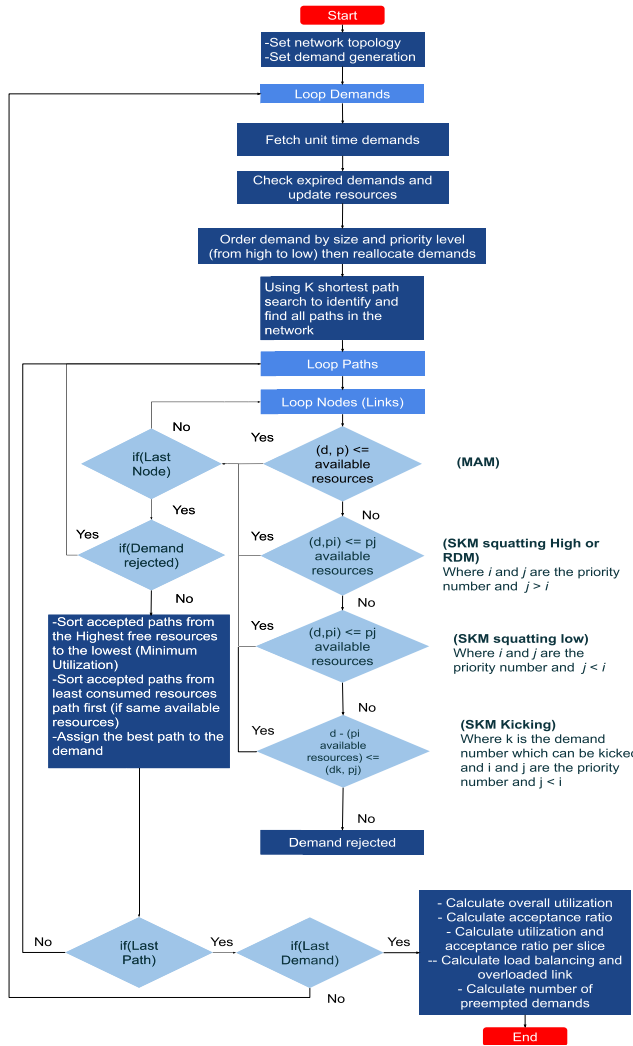 Start
-Set network topology
-Set demand generation
Loop Demands
Fetch unit time demands
Check expired demands and
update resources
Order demand by size and priority level
(from high to low) then reallocate demands
Using K shortest path
search to identify and
find all paths in the
network
Loop Paths
Loop Nodes (Links)
No
Yes
(d, p) <=
available
resources
(MAM)
if(Last
Node)
No
Yes
Yes
if(Demand
rejected)
Yes
(d,pi) <= pj
available
resources
(SKM squatting High or
RDM)
Where i and j are the priority
number and j > i
No
No
-Sort accepted paths from
the Highest free resources
to the lowest (Minimum
Utilization)
-Sort accepted paths from
least consumed resources
path first (if same available
resources)
-Assign the best path to the
demand
Yes
(d,pi) <= pj
available
resources
(SKM squatting low)
Where i and j are the
priority number and j < i
No
Yes
d - (pi
available
resources) <=
(dk, pj)
(SKM Kicking)
Where k is the demand
number which can be kicked
and i and j are the priority
number and j < i
No
Demand rejected
No
if(Last
Path)
Yes
if(Last
Demand)
Yes
No
- Calculate overall utilization
- Calculate acceptance ratio
- Calculate utilization and
acceptance ratio per slice
-- Calculate load balancing and
overloaded link
- Calculate number of
preempted demands
End